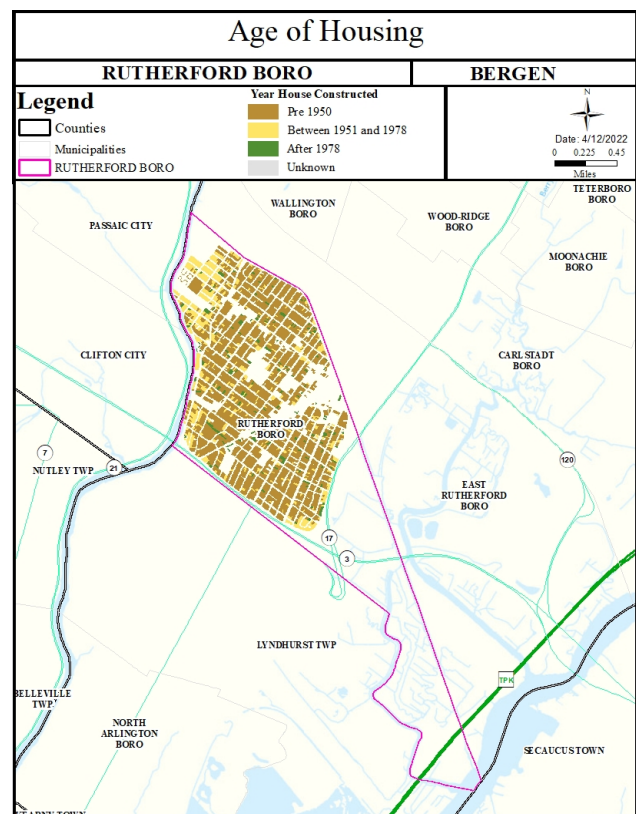 Age of Housing
RUTHERFORD BORO
BERGEN
Legend
Counties
Municipalities
RUTHERFORD BORO
Year House Constructed
Pre 1950
Between 1951 and 1978
After 1978
Unknown
N
Date: 4/12/2022
0 0.225 0.45
Miles
TETERBORO
BORO
WALLINGTON
BORO
WOOD-RIDGE
BORO
PASSAIC CITY
MOONACHIE
BORO
CLIFTON CITY
CARLSTADT
BORO
RUTHERFORD
BORO
7
21
NUTLEY TWP
120
EAST
RUTHERFORD
BORO
17
3
LYNDHURST TWP
TPK
BELLEVILLE
TWP
NORTH
ARLINGTON
BORO
SECAUCUS TOWN